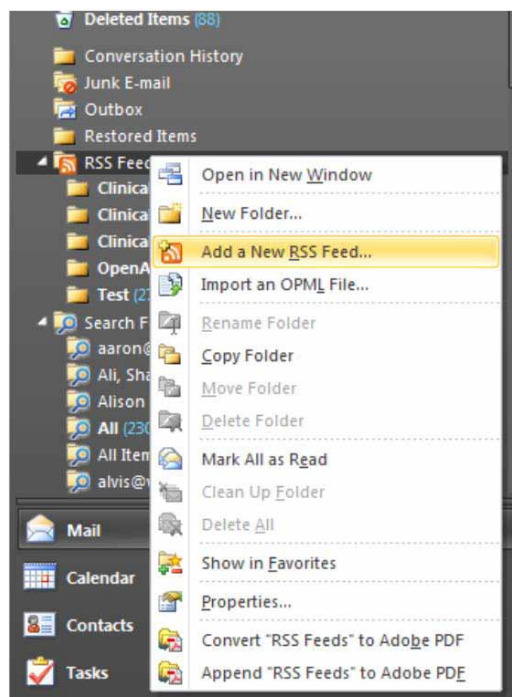 Deleted Items (88)
Conversation History
Junk E-mail
Outbox
Restored Items
RSS Feed
Clinica
Clinica
Clinica
OpenA
Test (2
Search F
aaron@
Ali, Sha
Alison
All (230
All Item
alvis@
Mail
Calendar
Contacts
Tasks
Open in New Window
New Folder...
Add a New RSS Feed...
Import an OPML File...
Rename Folder
Copy Folder
Move Folder
Delete Folder
Mark All as Read
Clean Up Folder
Delete All
Show in Favorites
Properties...
Convert "RSS Feeds" to Adobe PDF
Append "RSS Feeds" to Adobe PDF